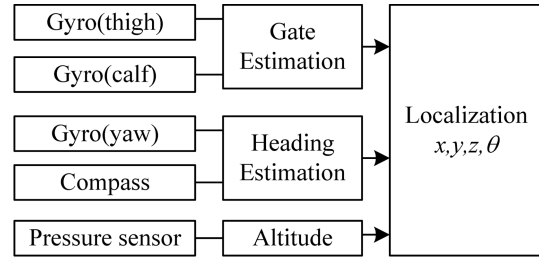 Gyro(thigh)
Gyro(calf)
Gate
Estimation
Gyro(yaw)
Compass
Heading
Estimation
Pressure sensor
Altitude
Localization
x,y,z,θ